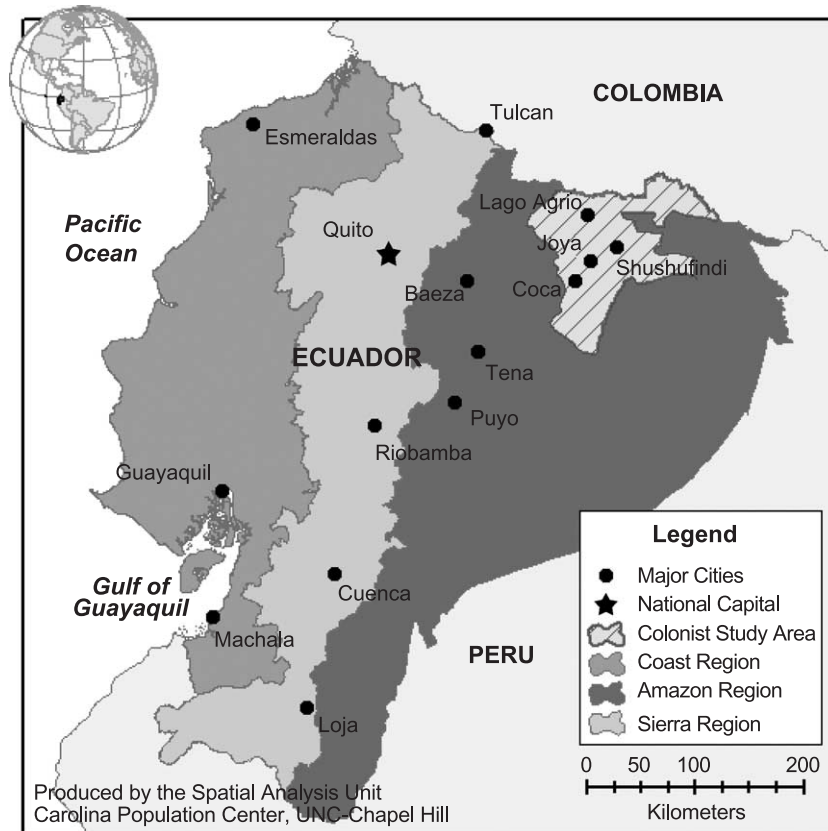 COLOMBIA
Tulcan
Esmeraldas
Pacific
Ocean
Lago Agrio
Quito
Joya
Shushufindi
Baeza
Coca
ECUADOR
Tena
Puyo
Riobamba
Guayaquil
Gulf of
Guayaquil
Cuenca
Machala
PERU
Loja
Legend
Major Cities
National Capital
Colonist Study Area
Coast Region
Amazon Region
Sierra Region
0 50 100 200
Kilometers
Produced by the Spatial Analysis Unit
Carolina Population Center, UNC-Chapel Hill